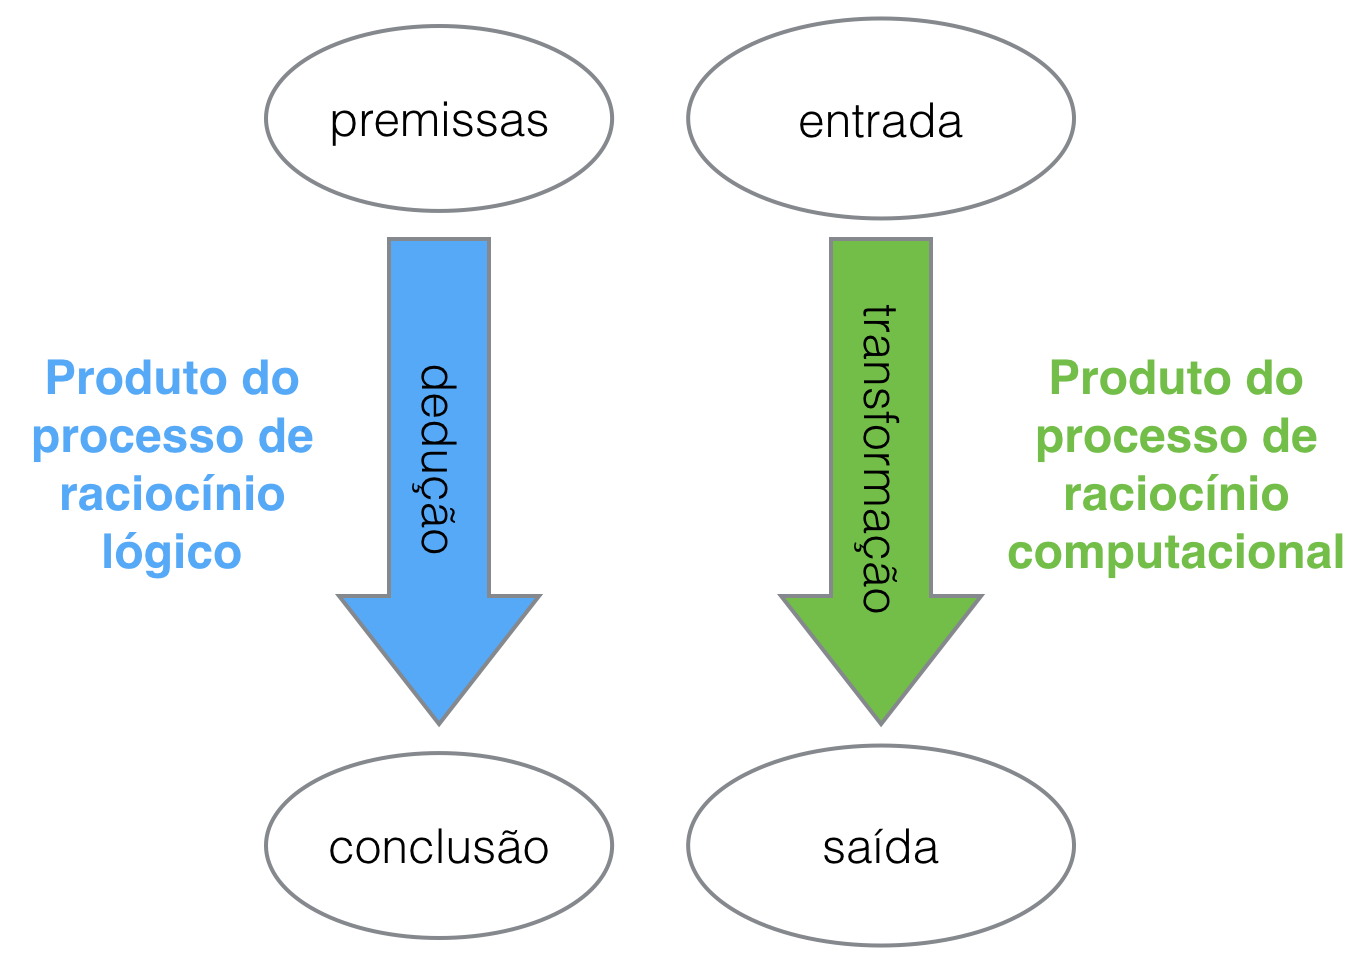 premissas
entrada
Produto do
processo de
raciocínio
lógico
dedução
transformação
Produto do
processo de
raciocínio
computacional
conclusão
saída